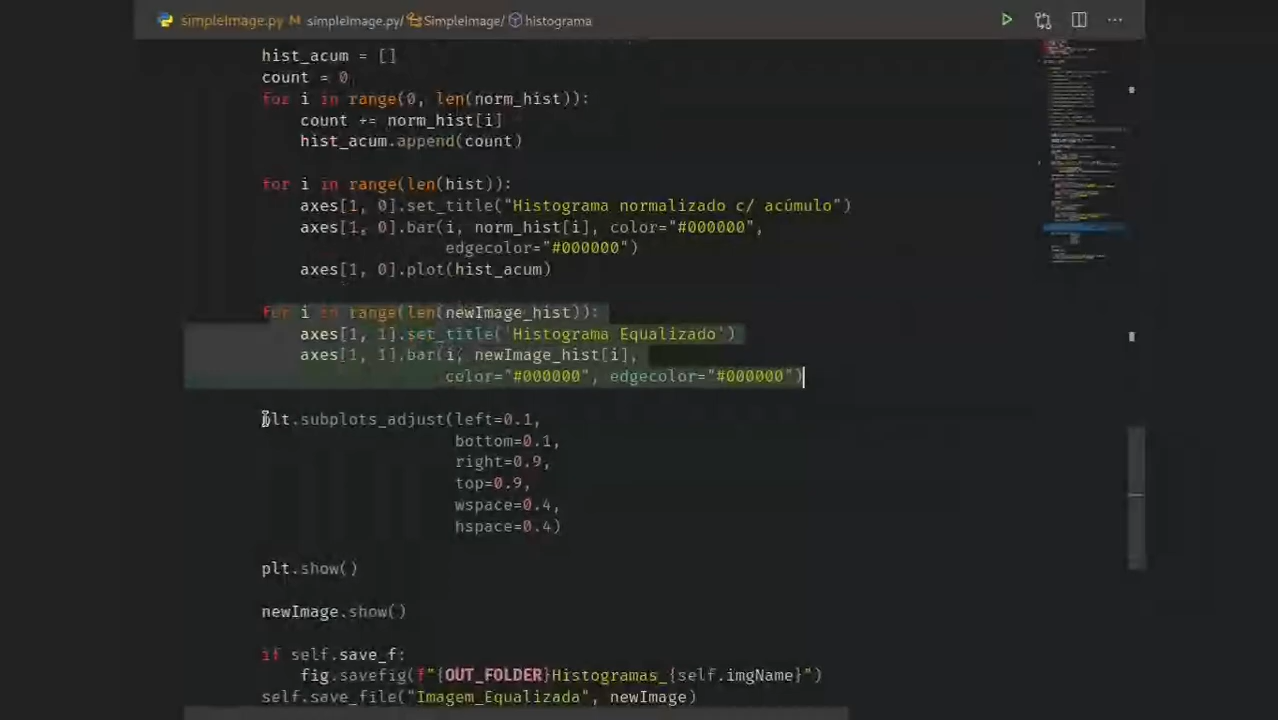 simpleImage.py M simpleImage.py/ SimpleImage/ histograma
hist_acum = []
count = 0
for i in range(0, len(norm_hist)):
count += norm_hist[i]
hist_acum.append(count)
for i in range(len(hist)):
axes[1, 0].set_title("Histograma normalizado c/ acúmulo")
axes[1, 0].bar(i, norm_hist[i], color="#000000",
edgecolor="#000000")
axes[1, 0].plot(hist_acum)
for i in range(len(newImage_hist)):
axes[1, 1].set_title('Histograma Equalizado')
axes[1, 1].bar(i, newImage_hist[i],
color="#000000", edgecolor="#000000")
plt.subplots_adjust(left=0.1,
bottom=0.1,
right=0.9,
top=0.9,
wspace=0.4,
hspace=0.4)
plt.show()
newImage.show()
if self.save_f:
fig.savefig(f"{OUT_FOLDER}Histogramas_{self.imgName}")
self.save_file("Imagem_Equalizada", newImage)